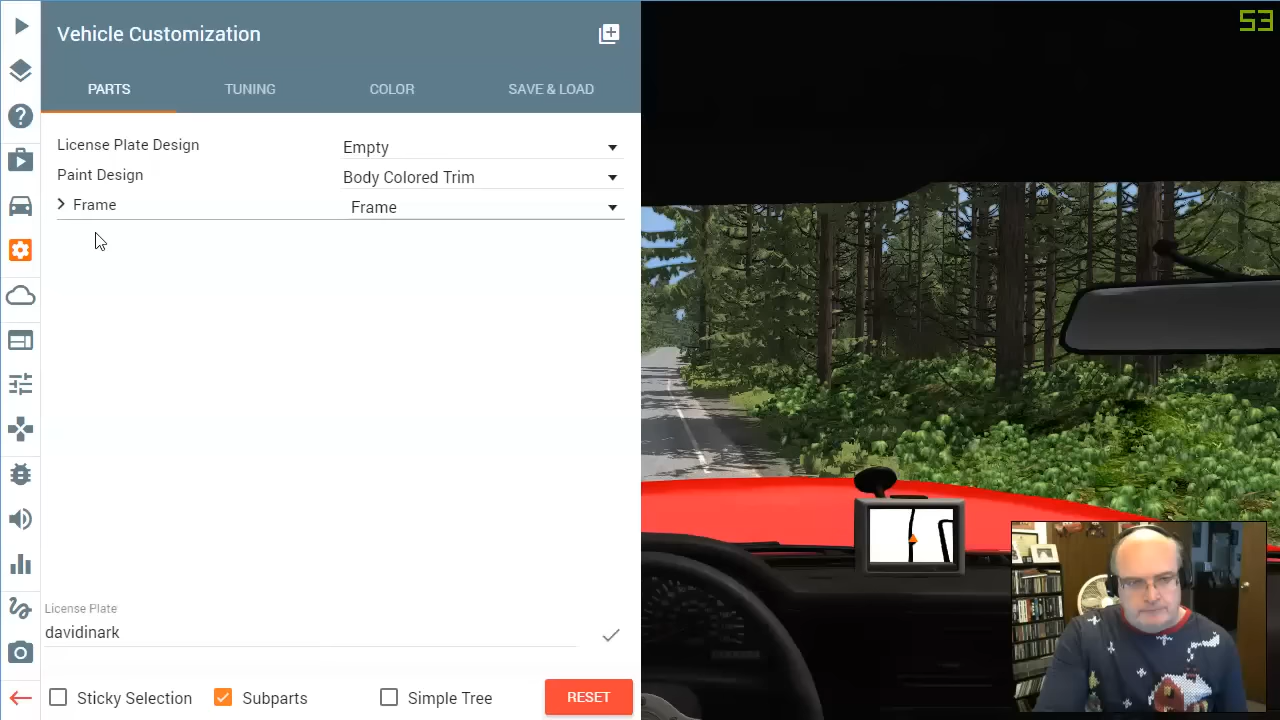 Vehicle Customization
PARTS TUNING COLOR SAVE & LOAD
License Plate Design Empty
Paint Design Body Colored Trim
Frame Frame
License Plate
davidinark
Sticky Selection Subparts Simple Tree RESET
53